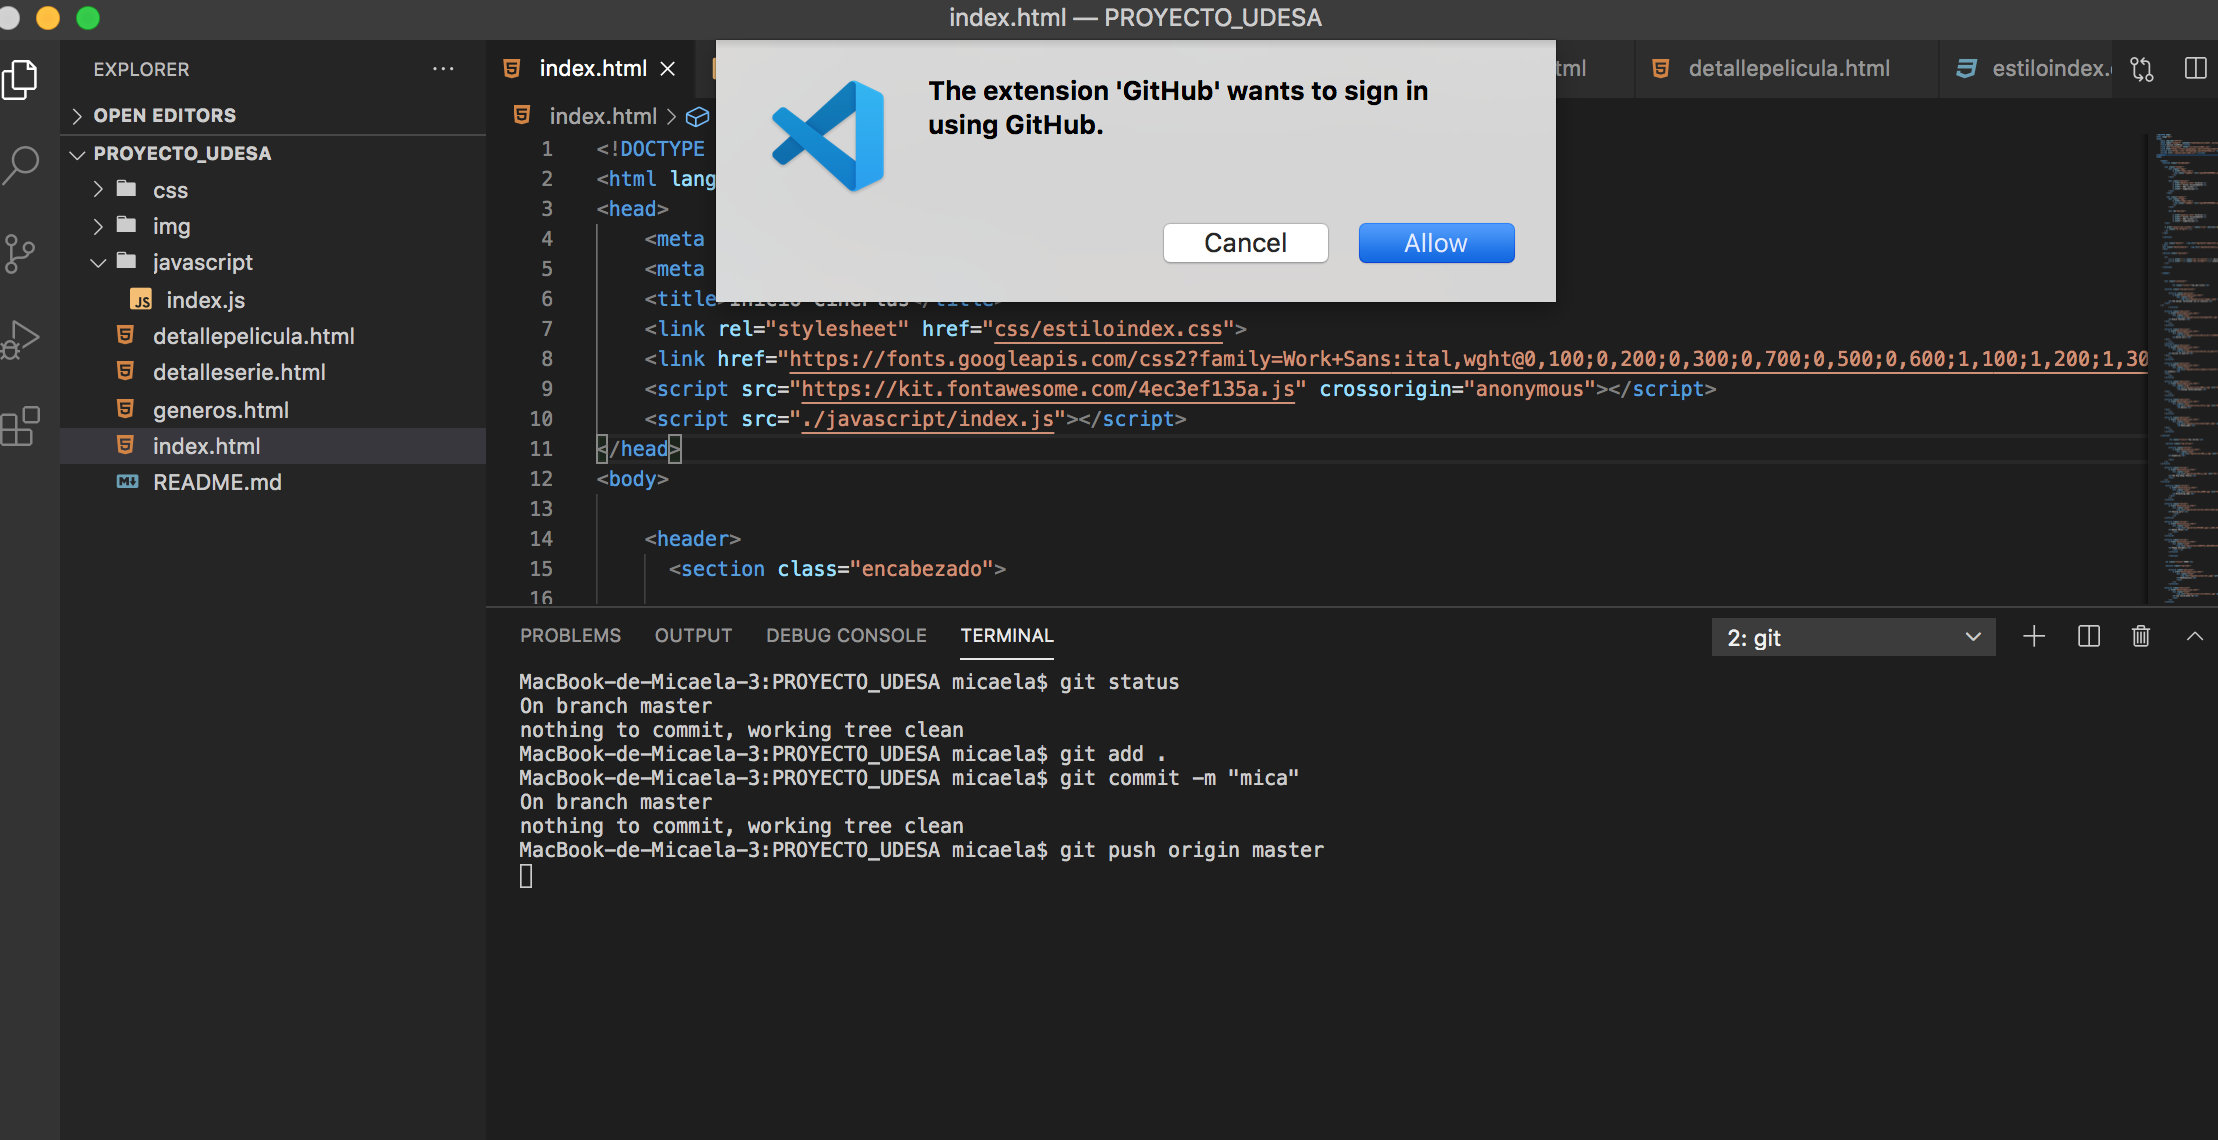 index.html — PROYECTO_UDESA
EXPLORER
index.html
tml
detallepelicula.html
estiloindex.
OPEN EDITORS
PROYECTO_UDESA
css
img
javascript
JS index.js
detallepelicula.html
detalleserie.html
generos.html
index.html
README.md
index.html
The extension 'GitHub' wants to sign in
using GitHub.
Cancel
Allow
1 <!DOCTYPE
2 <html lang
3 <head>
4 <meta
5 <meta
6 <title>
7 <link rel="stylesheet" href="css/estiloindex.css">
8 <link href="https://fonts.googleapis.com/css2?family=Work+Sans:ital,wght@0,100;0,200;0,300;0,700;0,500;0,600;1,100;1,200;1,30
9 <script src="https://kit.fontawesome.com/4ec3ef135a.js" crossorigin="anonymous"></script>
10 <script src="./javascript/index.js"></script>
11 </head>
12 <body>
13
14 <header>
15 <section class="encabezado">
16
PROBLEMS OUTPUT DEBUG CONSOLE TERMINAL
2: git
MacBook-de-Micaela-3:PROYECTO_UDESA micaela$ git status
On branch master
nothing to commit, working tree clean
MacBook-de-Micaela-3:PROYECTO_UDESA micaela$ git add .
MacBook-de-Micaela-3:PROYECTO_UDESA micaela$ git commit -m "mica"
On branch master
nothing to commit, working tree clean
MacBook-de-Micaela-3:PROYECTO_UDESA micaela$ git push origin master